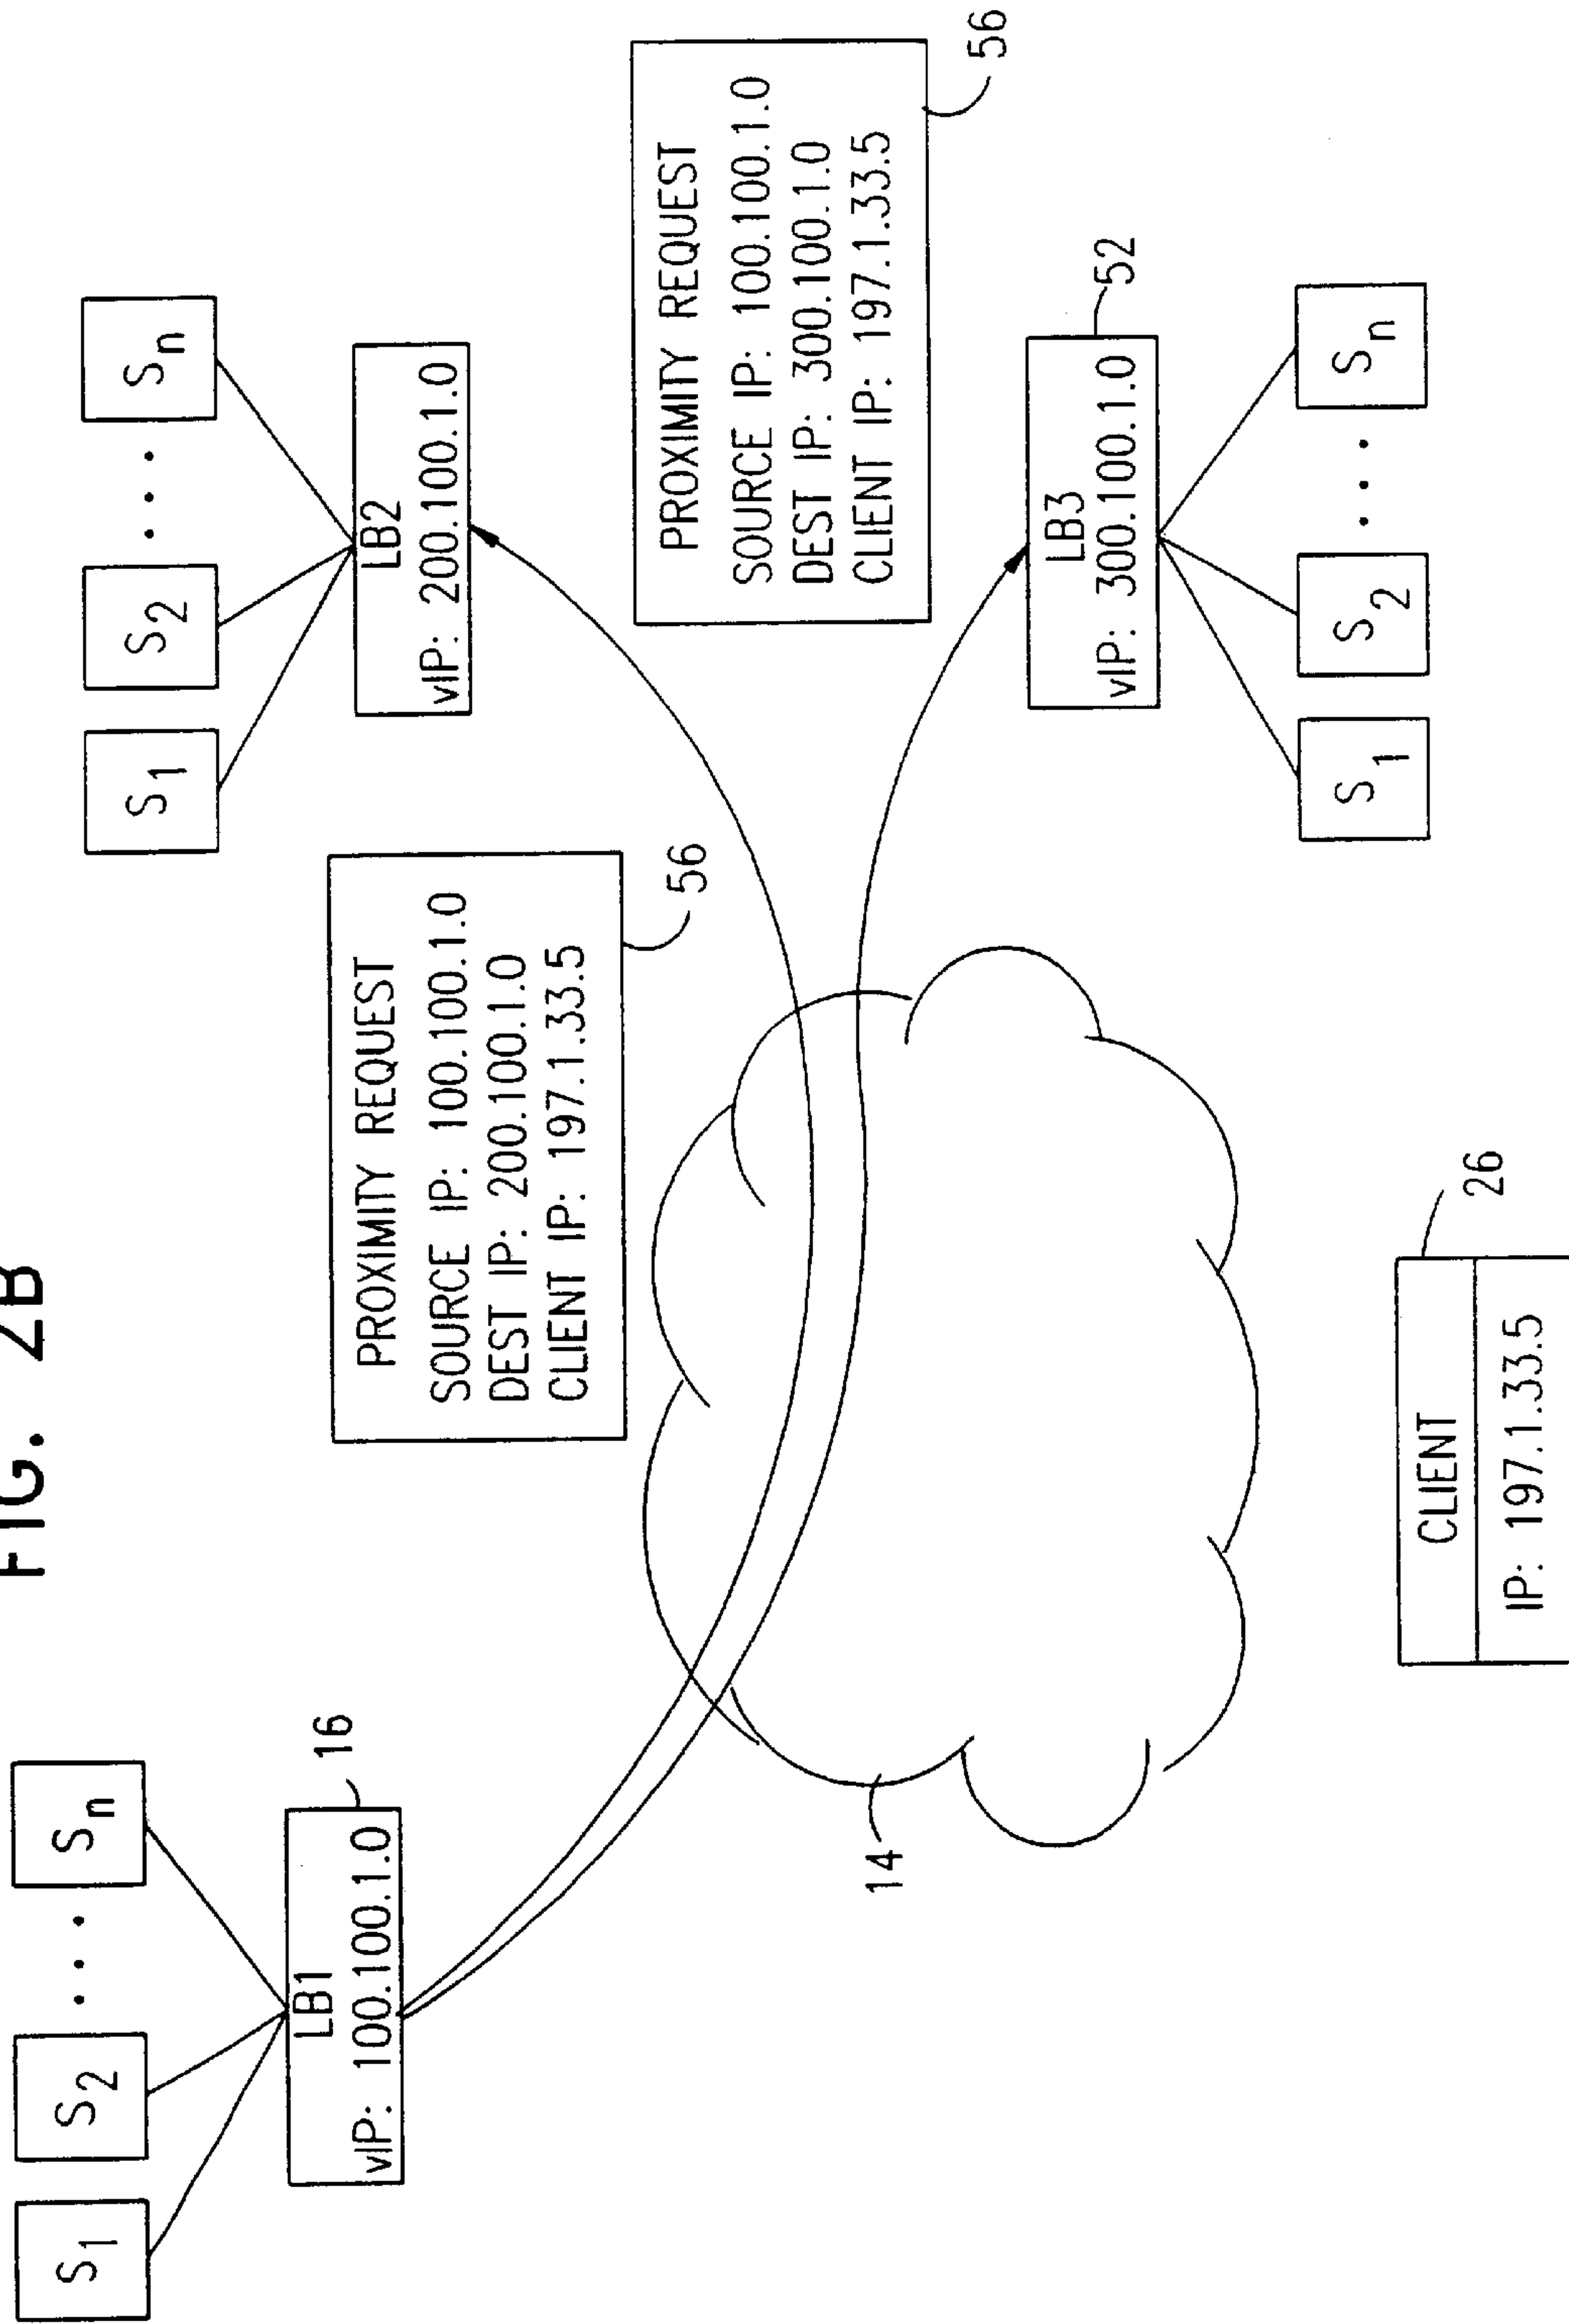 FIG. 2B
S1
S2
Sn
LB1
vIP: 100.100.1.0
16
S1
S2
Sn
LB2
vIP: 200.100.1.0
PROXIMITY REQUEST
SOURCE IP: 100.100.1.0
DEST IP: 200.100.1.0
CLIENT IP: 197.1.33.5
56
PROXIMITY REQUEST
SOURCE IP: 100.100.1.0
DEST IP: 300.100.1.0
CLIENT IP: 197.1.33.5
56
14
LB3
vIP: 300.100.1.0
52
S1
S2
Sn
CLIENT
IP: 197.1.33.5
26